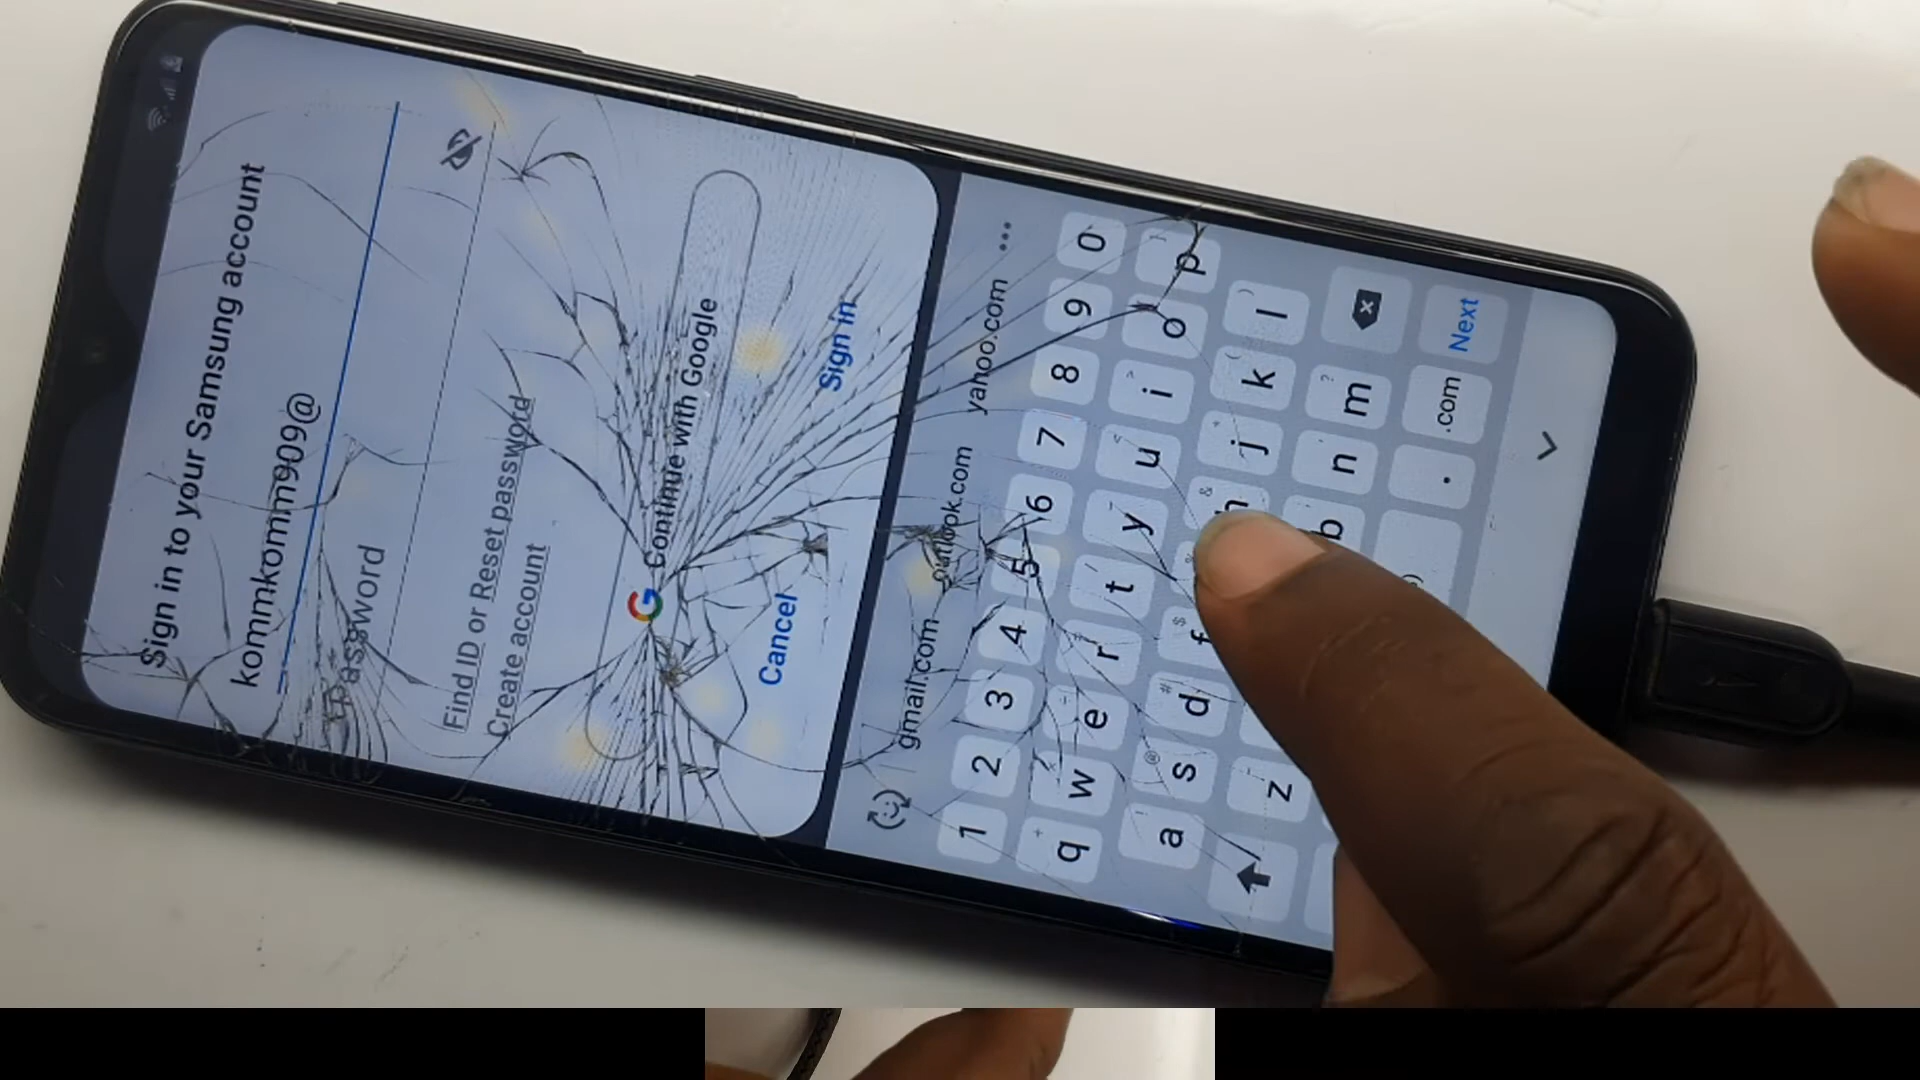 Sign in to your Samsung account
kommkomm909@
Password
Find ID or Reset password
Create account
G Continue with Google
Cancel Sign in
gmail.com outlook.com yahoo.com ...
1 2 3 4 5 6 7 8 9 0
q w e r t y u i o p
a s d f h j k l
z b n m
. .com Next